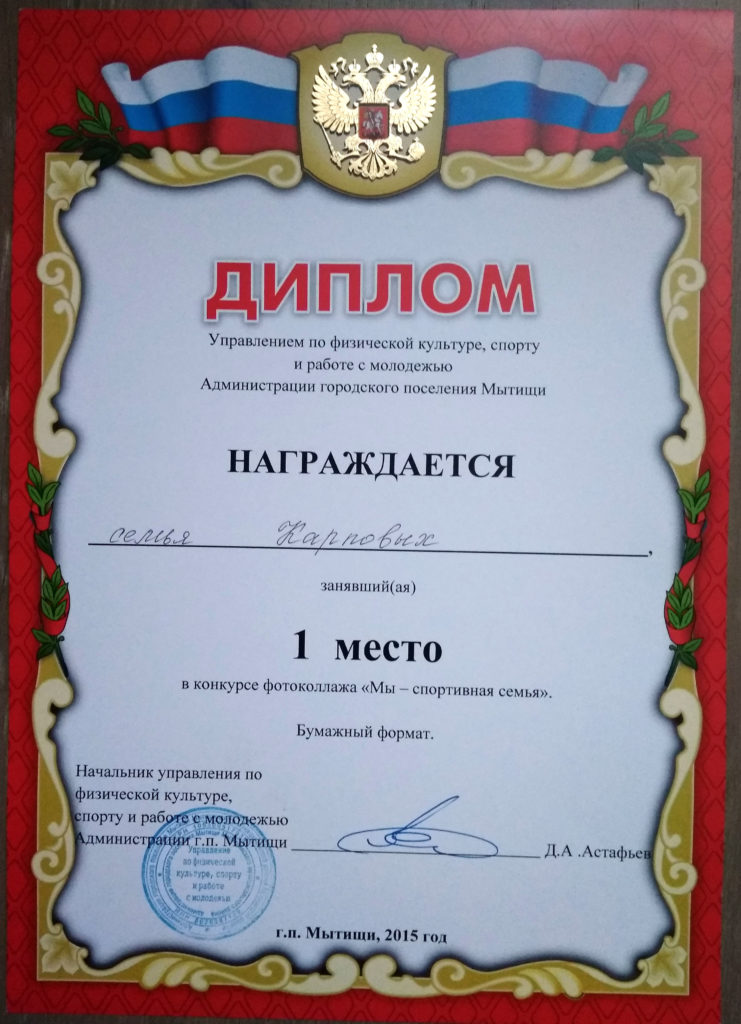 ДИПЛОМ
Управлением по физической культуре, спорту
и работе с молодежью
Администрации городского поселения Мытищи
НАГРАЖДАЕТСЯ
семья Карповых,
занявший(ая)
1 место
в конкурсе фотоколлажа «Мы – спортивная семья».
Бумажный формат.
Начальник управления по
физической культуре,
спорту и работе с молодежью
Администрации г.п. Мытищи Д.А .Астафьев
Управление
по физической
культуре, спорту
и работе
с молодежью
г.п. Мытищи, 2015 год